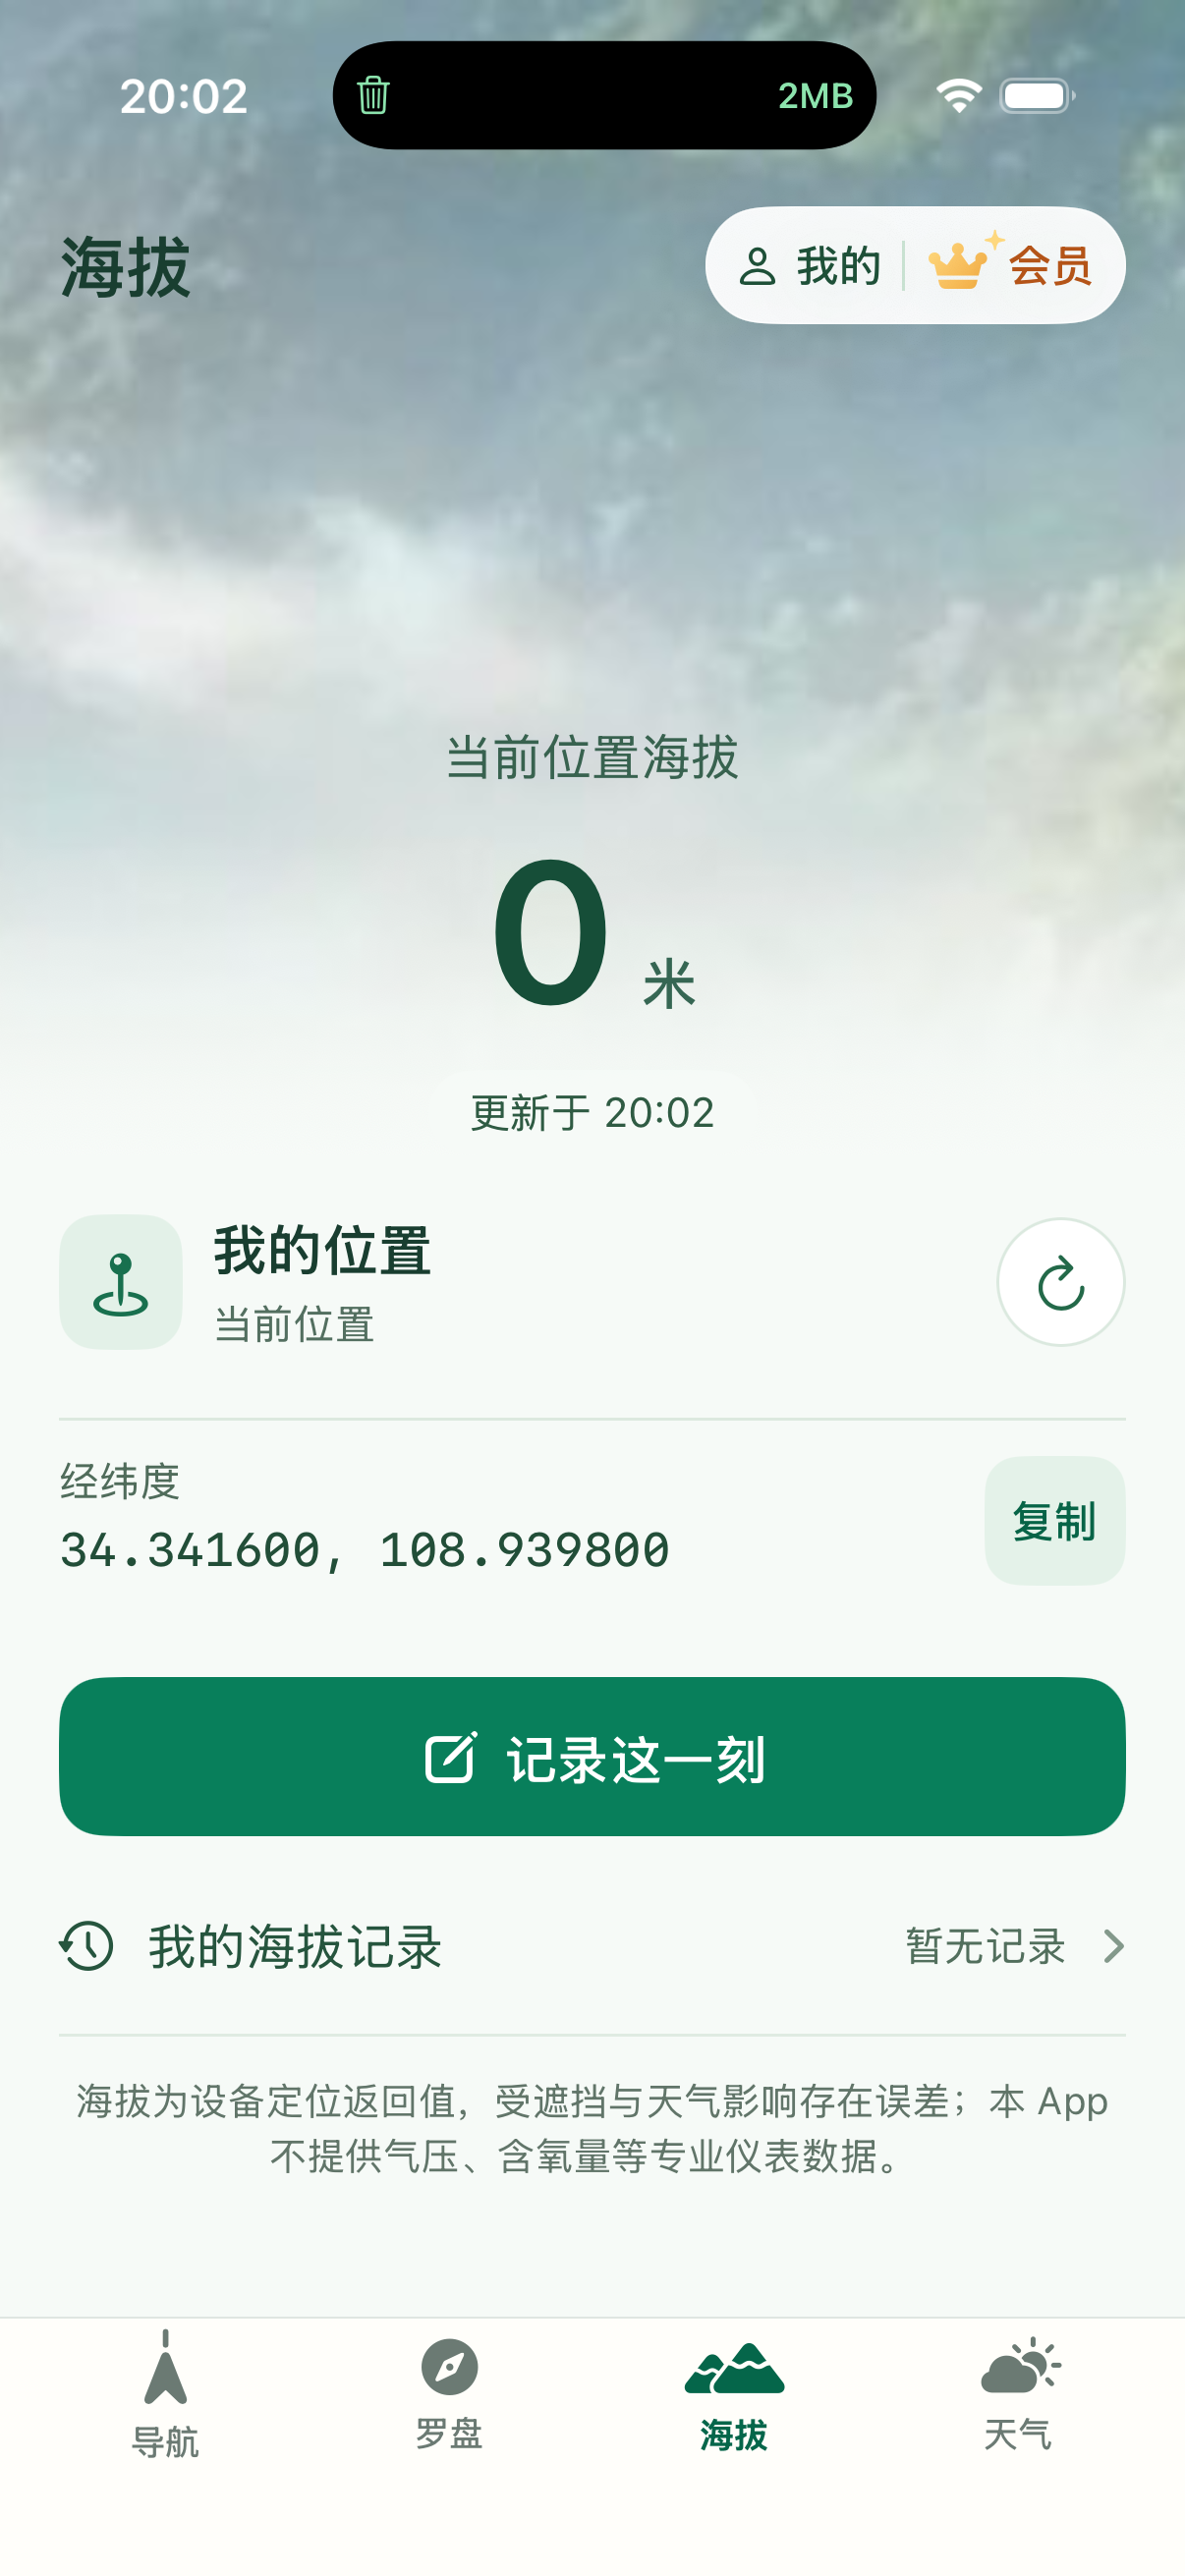 20:02
2MB
海拔
我的
会员
当前位置海拔
0 米
更新于 20:02
我的位置
当前位置
经纬度
34.341600, 108.939800
复制
记录这一刻
我的海拔记录
暂无记录
海拔为设备定位返回值，受遮挡与天气影响存在误差；本 App
不提供气压、含氧量等专业仪表数据。
导航
罗盘
海拔
天气